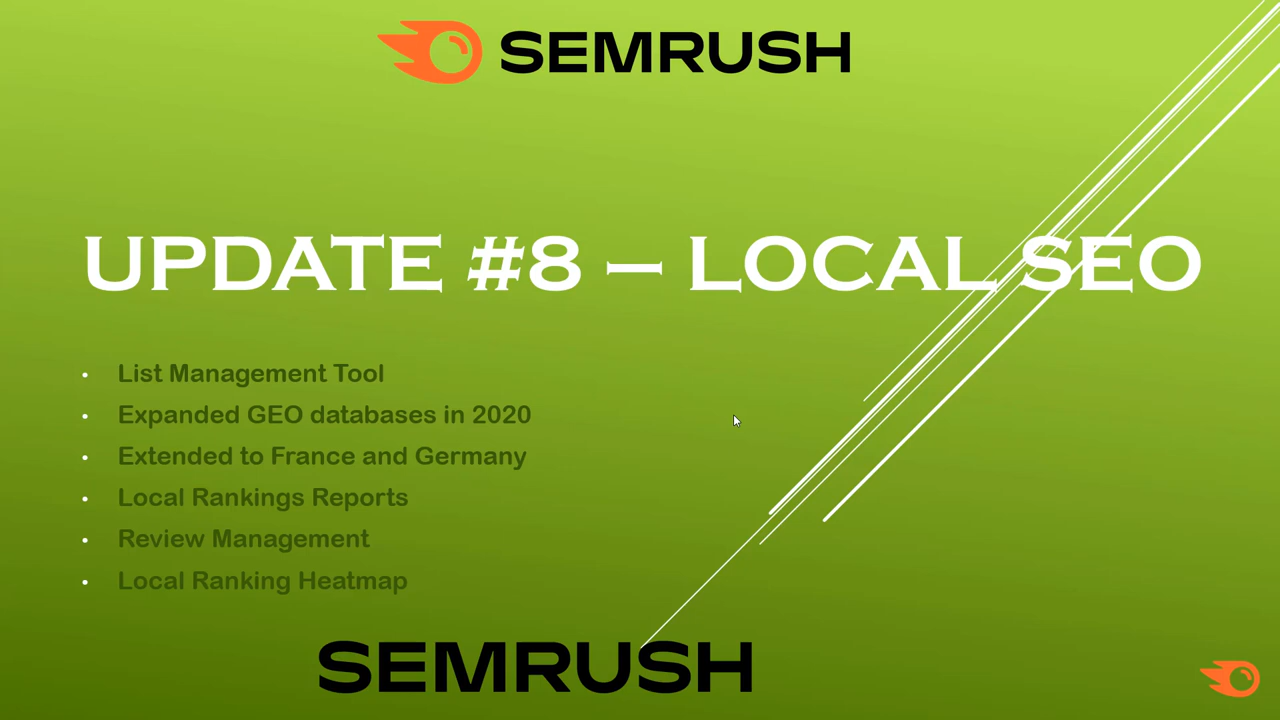 SEMRUSH
UPDATE #8 – LOCAL SEO
• List Management Tool
• Expanded GEO databases in 2020
• Extended to France and Germany
• Local Rankings Reports
• Review Management
• Local Ranking Heatmap
SEMRUSH